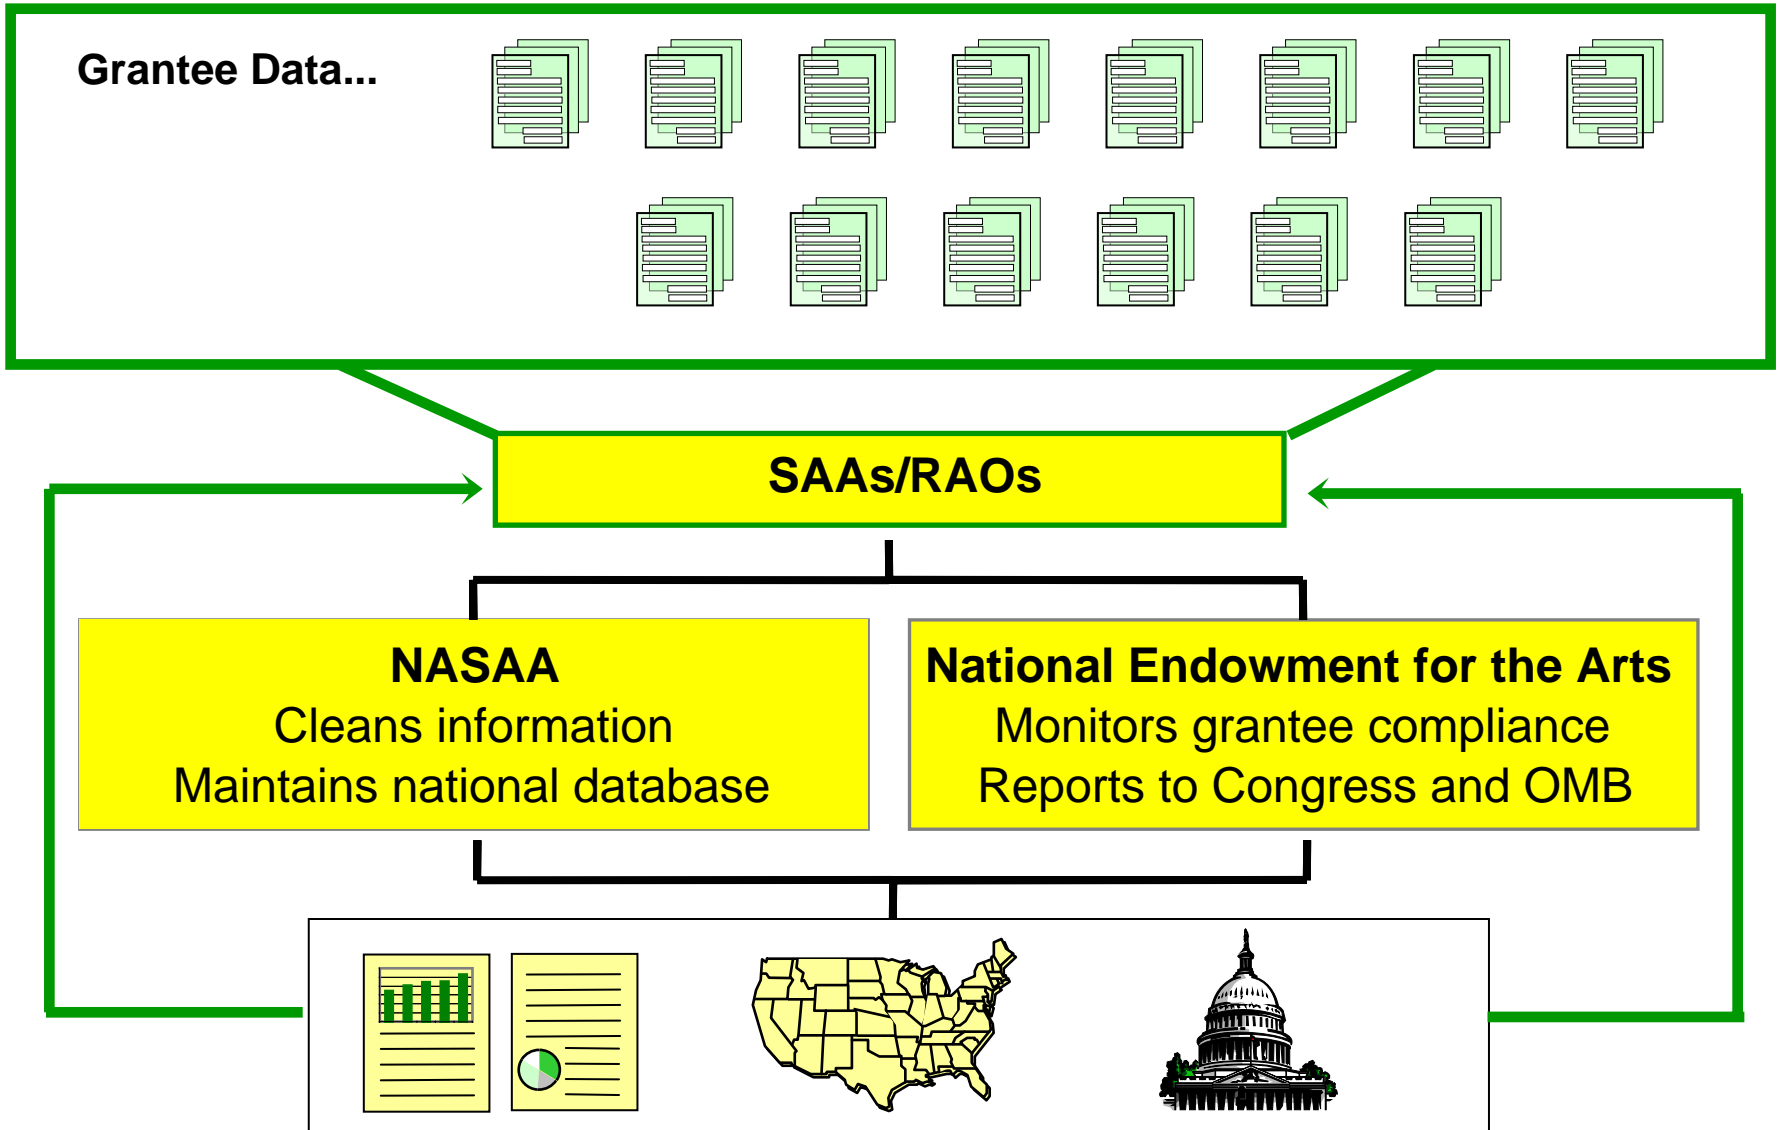 Grantee Data...
SAAs/RAOs
NASAA
Cleans information
Maintains national database
National Endowment for the Arts
Monitors grantee compliance
Reports to Congress and OMB